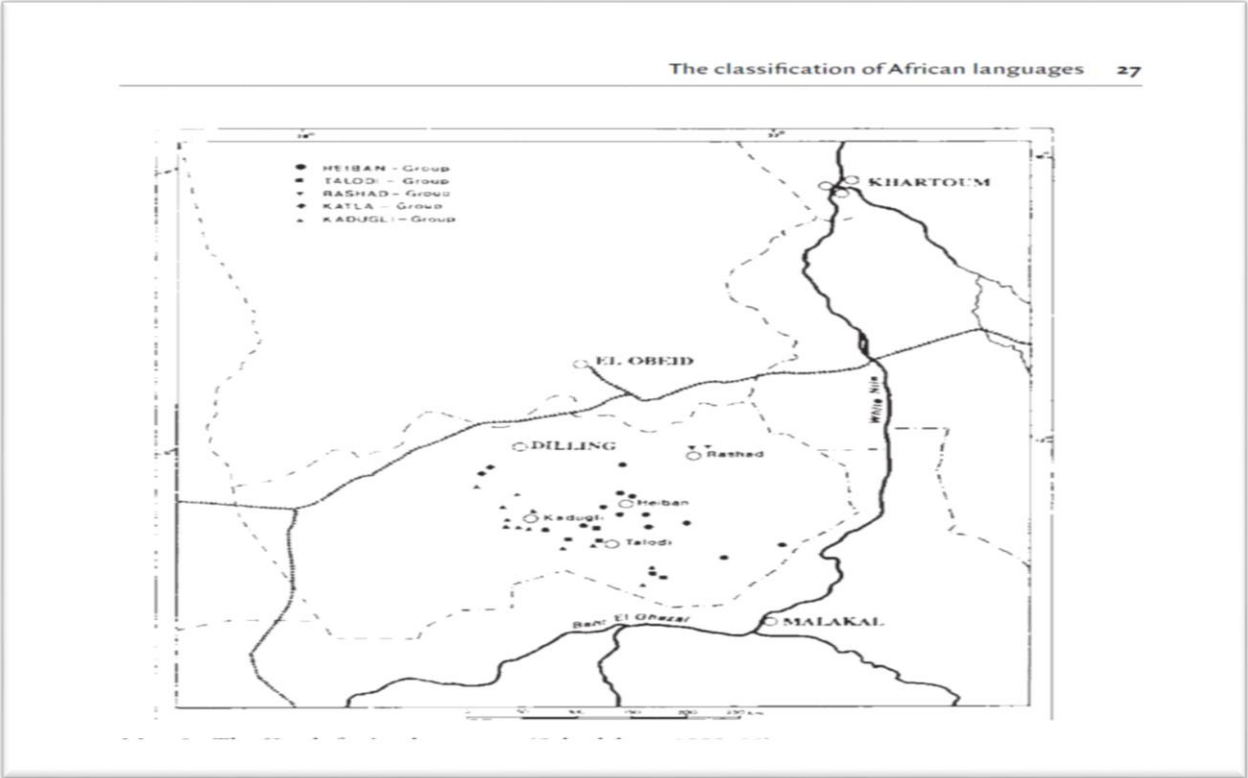 The classification of African languages 27
HEIBAN - Group
TALODI - Group
RASHAD - Group
KATLA - Group
KADUGLI - Group
KHARTOUM
EL OBEID
White Nile
DILLING
Rashad
Heiban
Kadugli
Talodi
Bahr El Ghazal
MALAKAL